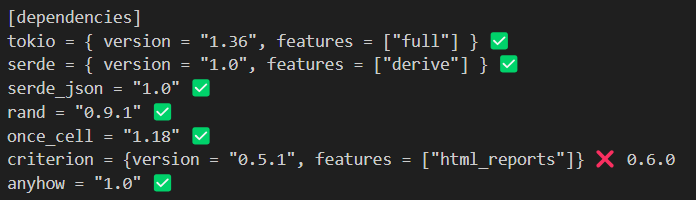 [dependencies]
tokio = { version = "1.36", features = ["full"] } ✅
serde = { version = "1.0", features = ["derive"] } ✅
serde_json = "1.0" ✅
rand = "0.9.1" ✅
once_cell = "1.18" ✅
criterion = {version = "0.5.1", features = ["html_reports"]} ❌ 0.6.0
anyhow = "1.0" ✅